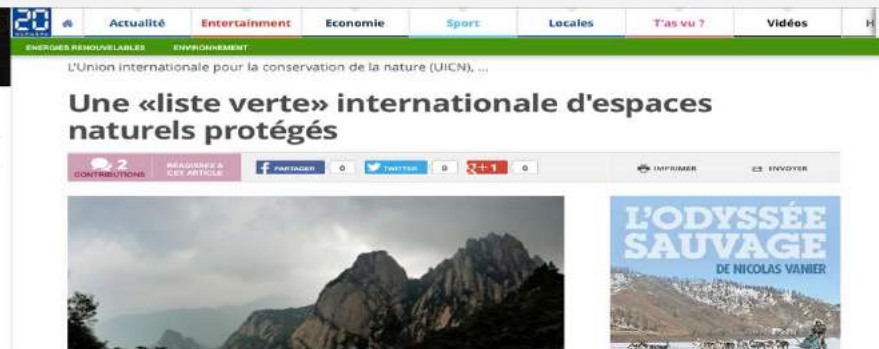 20
MINUTES
Actualité Entertainment Economie Sport Locales T'as vu ? Vidéos H
ENERGIES RENOUVELABLES ENVIRONNEMENT
L'Union internationale pour la conservation de la nature (UICN), ...
Une «liste verte» internationale d'espaces
naturels protégés
2
CONTRIBUTIONS
RÉAGISSEZ À
CET ARTICLE
f PARTAGER 0 TWITTER 0 g+1 0
IMPRIMER ENVOYER
L'ODYSSÉE
SAUVAGE
DE NICOLAS VANIER